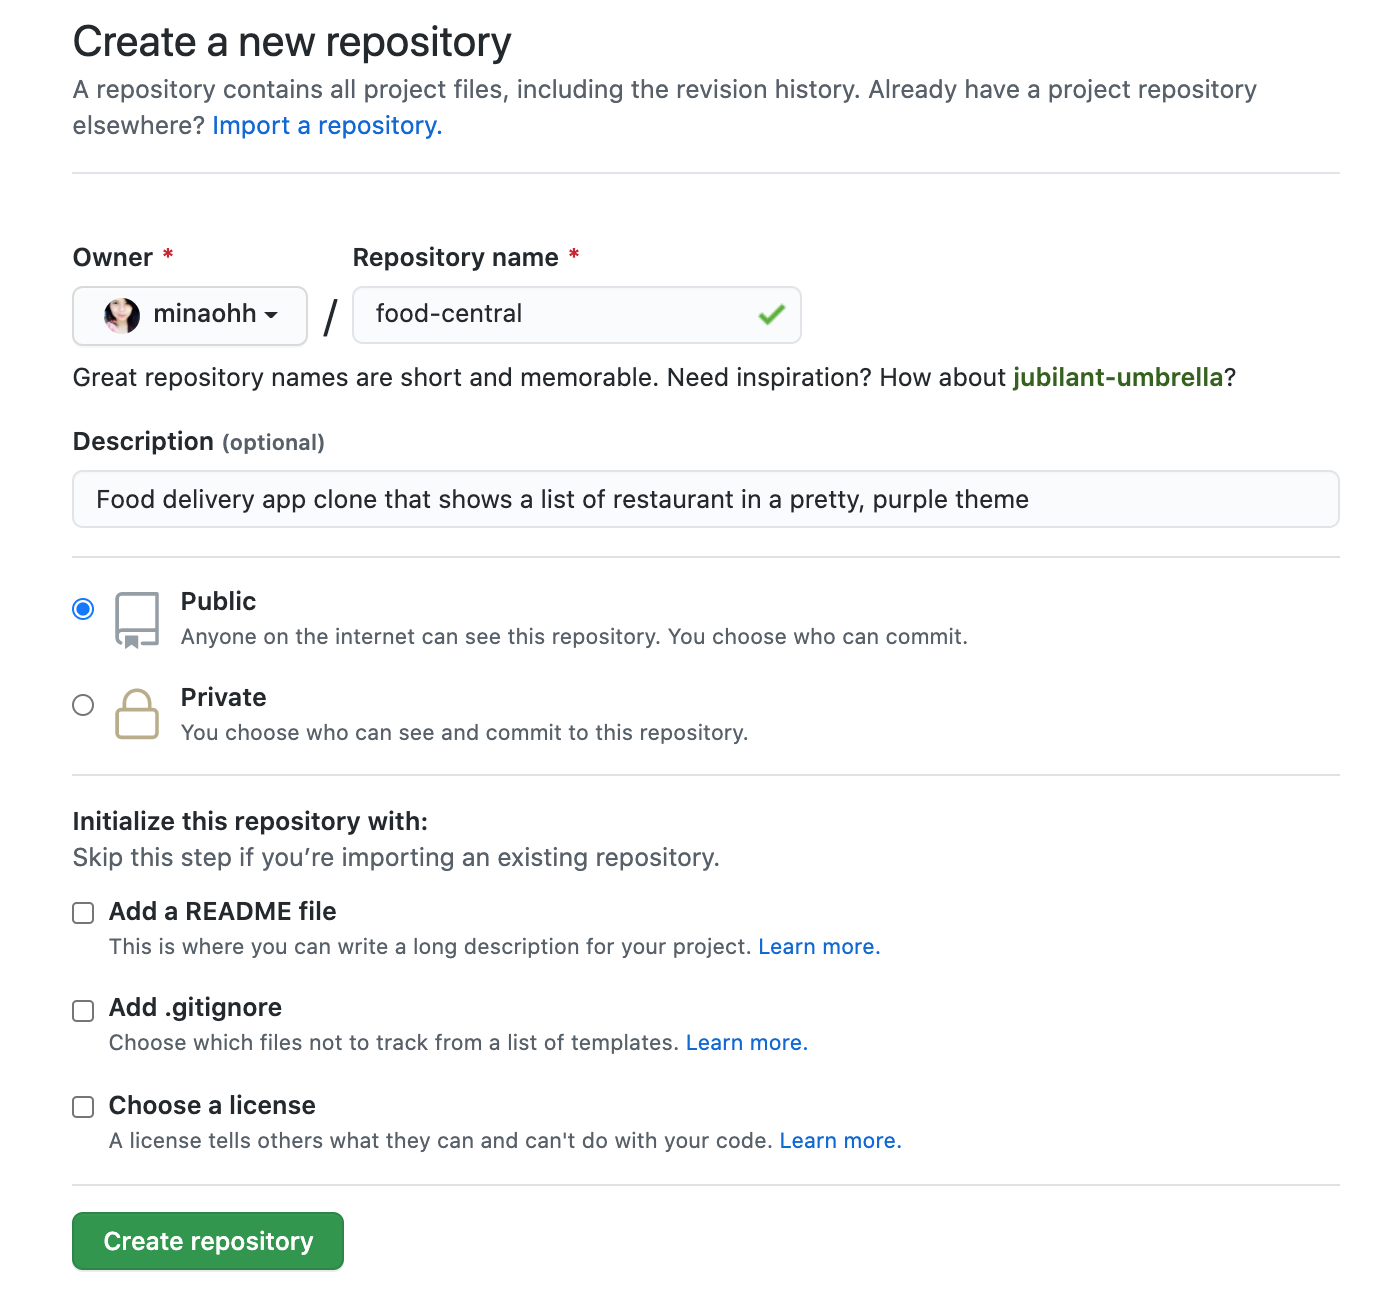 Create a new repository
A repository contains all project files, including the revision history. Already have a project repository
elsewhere? Import a repository.
Owner * Repository name *
minaohh / food-central
Great repository names are short and memorable. Need inspiration? How about jubilant-umbrella?
Description (optional)
Food delivery app clone that shows a list of restaurant in a pretty, purple theme
Public
Anyone on the internet can see this repository. You choose who can commit.
Private
You choose who can see and commit to this repository.
Initialize this repository with:
Skip this step if you’re importing an existing repository.
Add a README file
This is where you can write a long description for your project. Learn more.
Add .gitignore
Choose which files not to track from a list of templates. Learn more.
Choose a license
A license tells others what they can and can't do with your code. Learn more.
Create repository